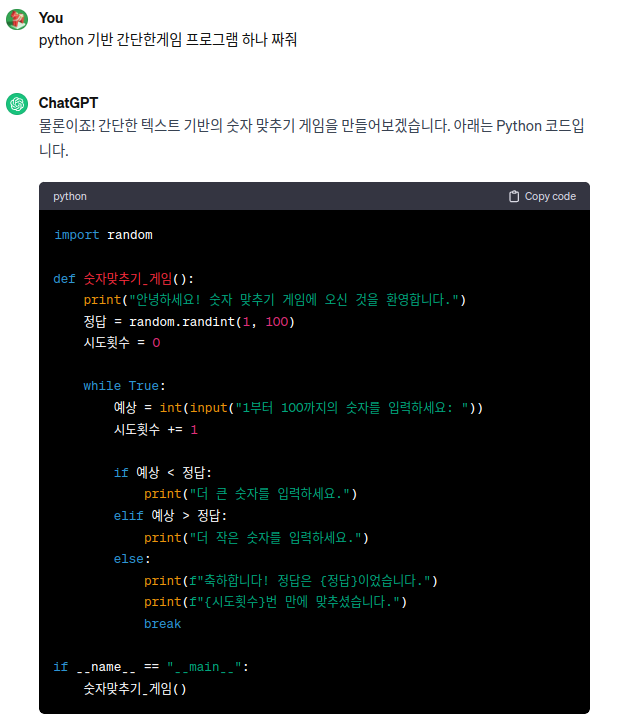 You
python 기반 간단한게임 프로그램 하나 짜줘
ChatGPT
물론이죠! 간단한 텍스트 기반의 숫자 맞추기 게임을 만들어보겠습니다. 아래는 Python 코드입
니다.
python
Copy code
import random
def 숫자맞추기_게임():
    print("안녕하세요! 숫자 맞추기 게임에 오신 것을 환영합니다.")
    정답 = random.randint(1, 100)
    시도횟수 = 0
    while True:
        예상 = int(input("1부터 100까지의 숫자를 입력하세요: "))
        시도횟수 += 1
        if 예상 < 정답:
            print("더 큰 숫자를 입력하세요.")
        elif 예상 > 정답:
            print("더 작은 숫자를 입력하세요.")
        else:
            print(f"축하합니다! 정답은 {정답}이었습니다.")
            print(f"{시도횟수}번 만에 맞추셨습니다.")
            break
if __name__ == "__main__":
    숫자맞추기_게임()